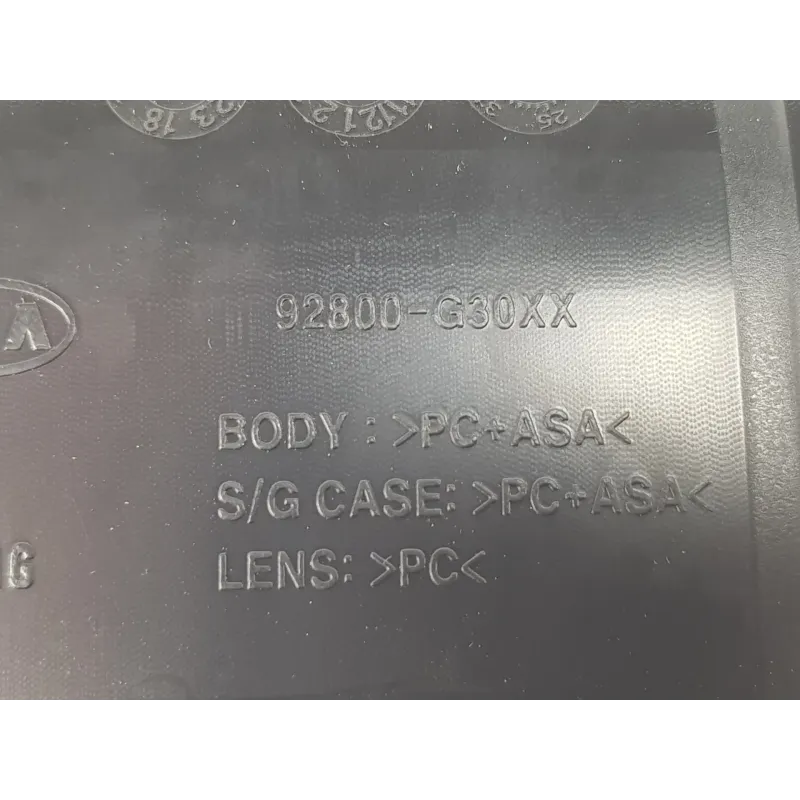 92800-G30XX
BODY : >PC+ASA<
S/G CASE: >PC+ASA<
LENS: >PC<